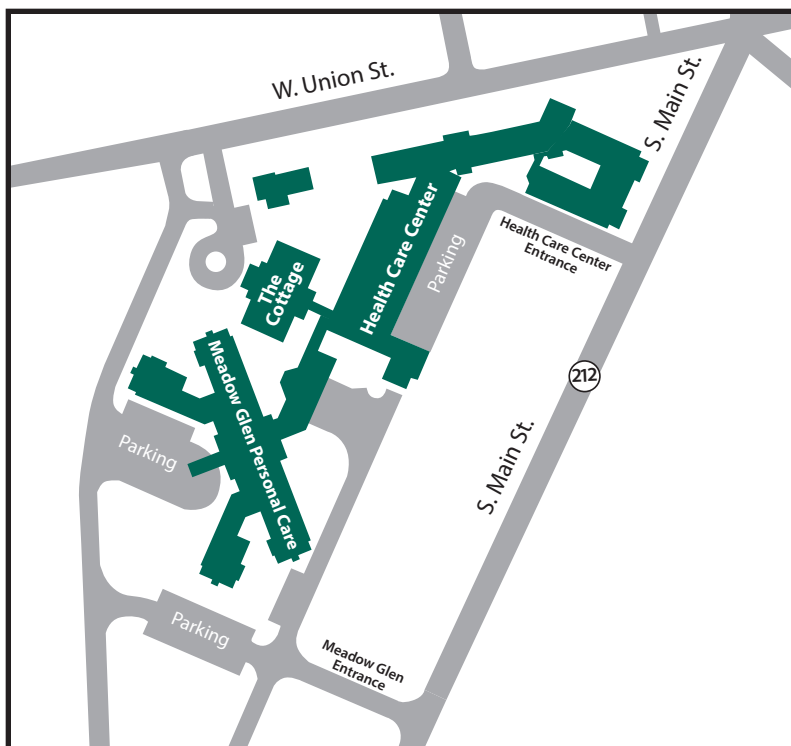 W. Union St.
S. Main St.
Health Care Center
Entrance
Health Care Center
Parking
The
Cottage
212
Meadow Glen Personal Care
Parking
S. Main St.
Parking
Meadow Glen
Entrance